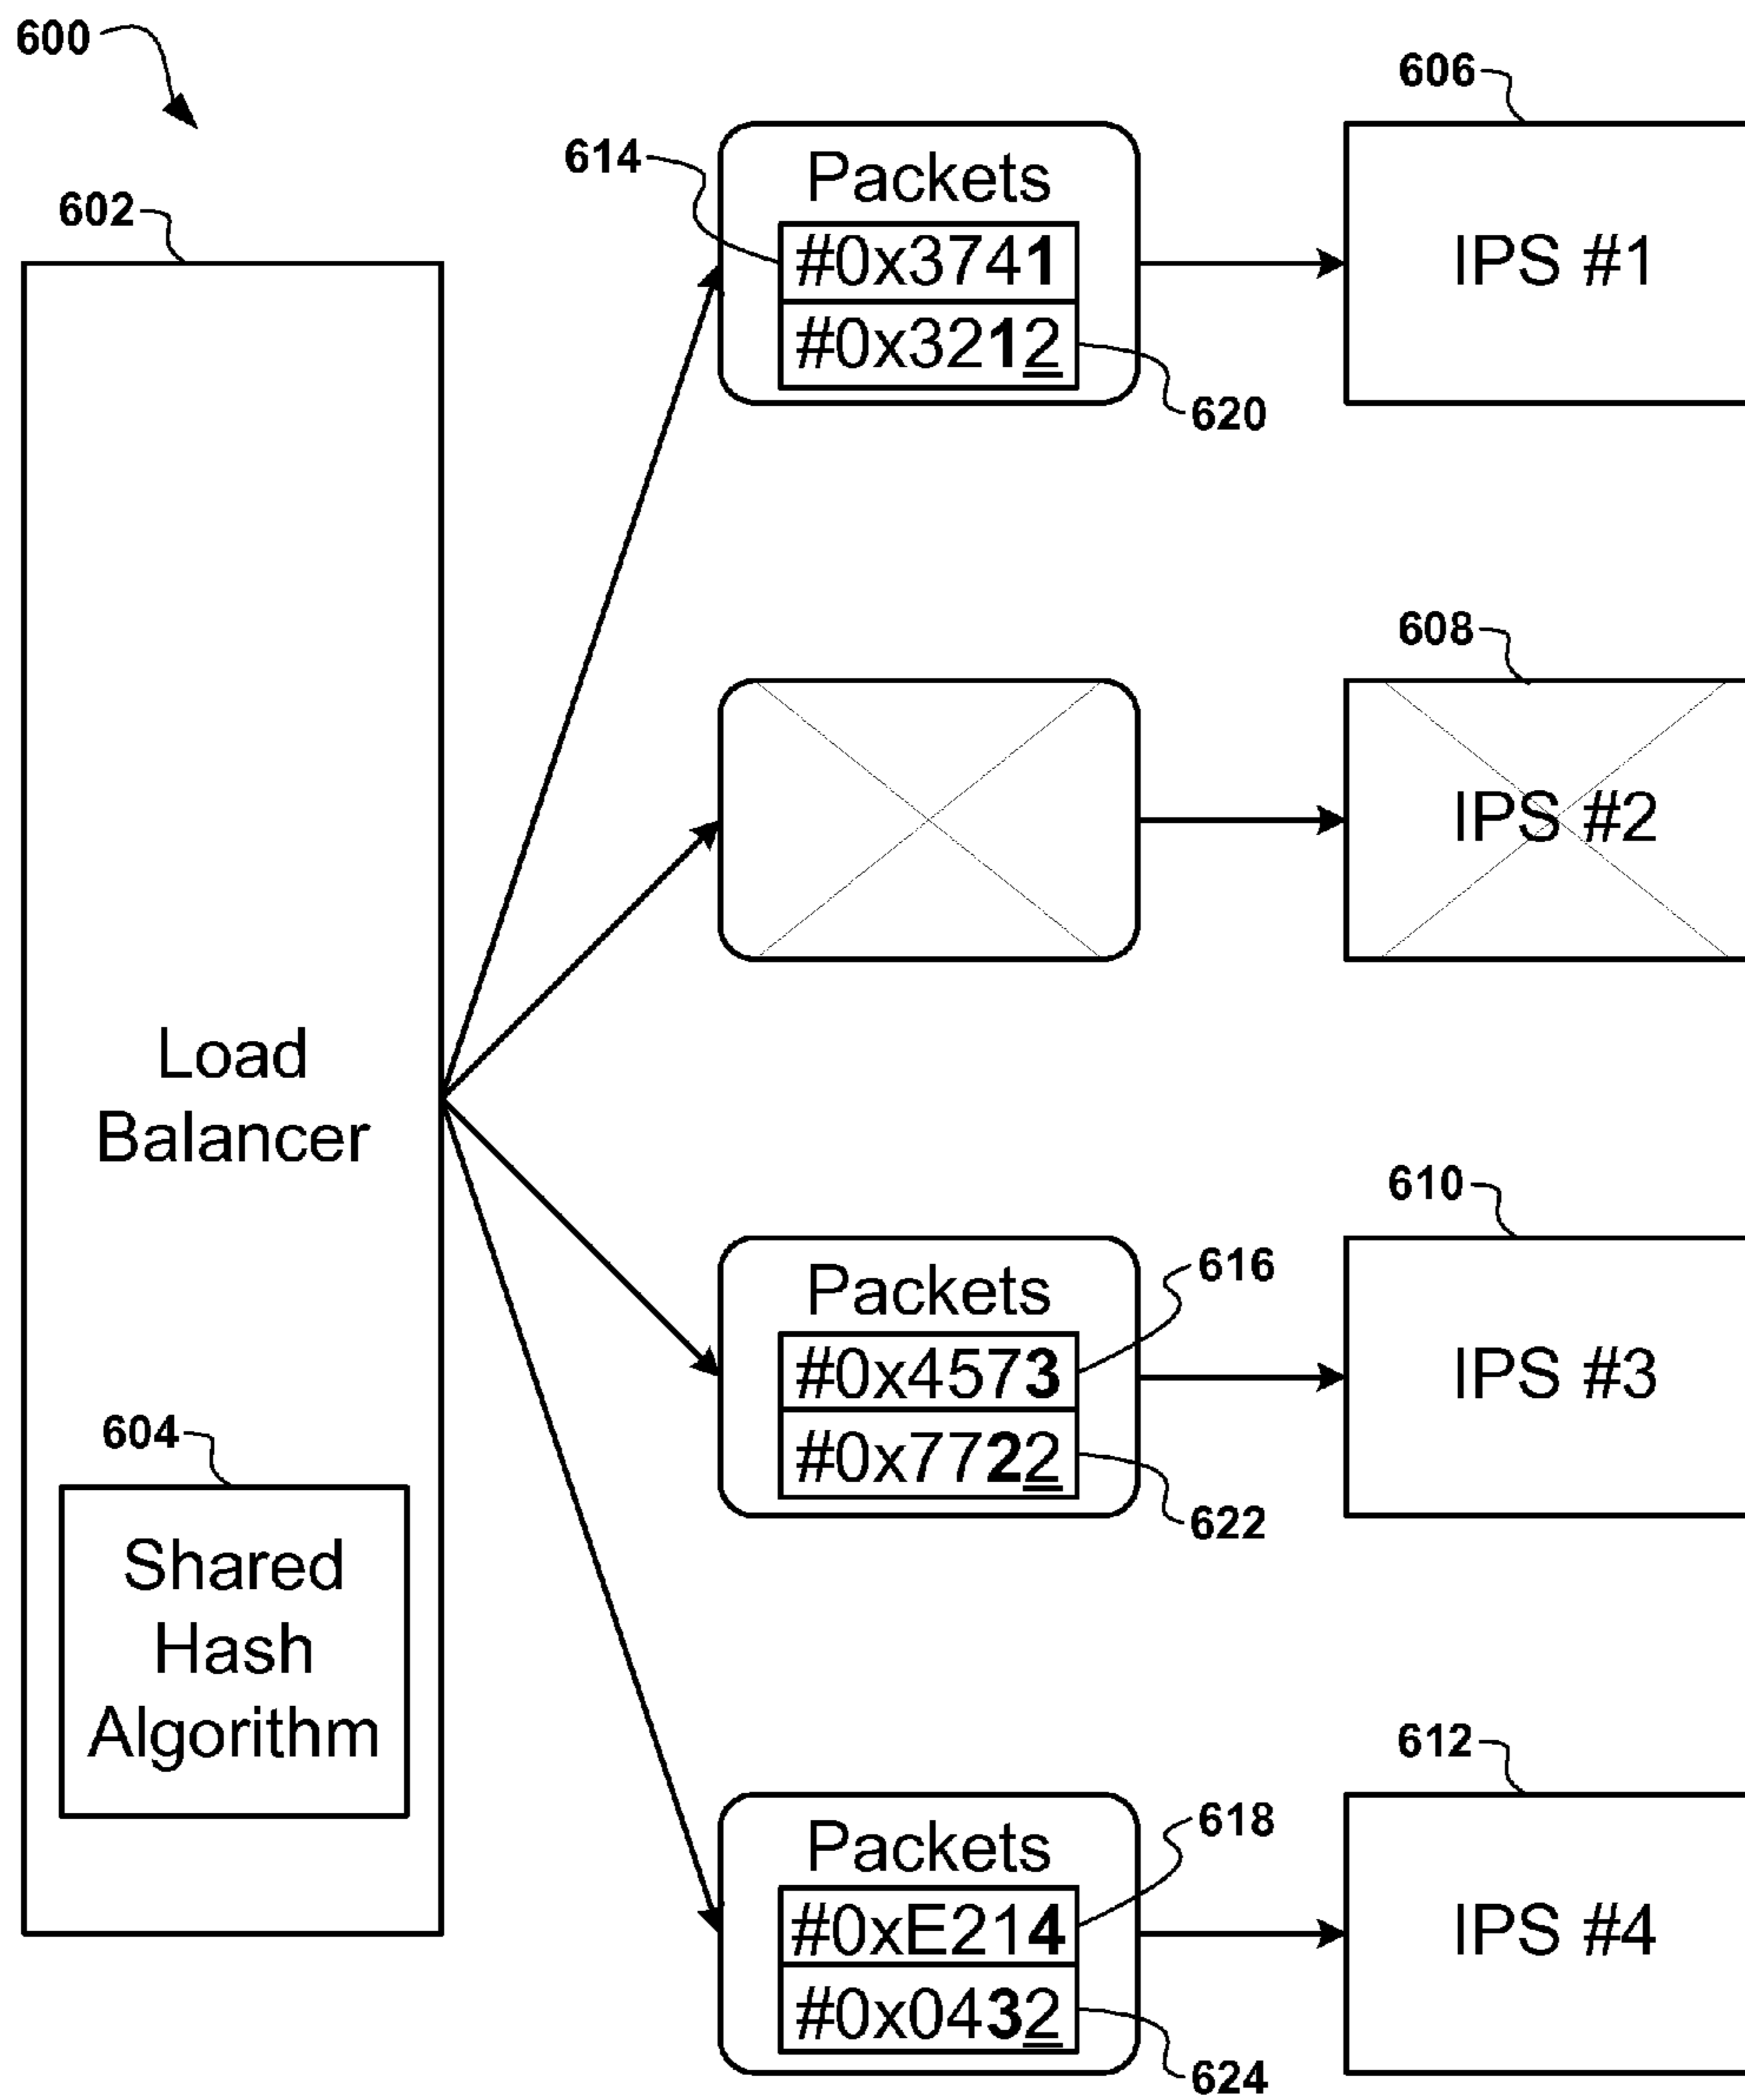 600
602
Load
Balancer
604
Shared
Hash
Algorithm
614
Packets
#0x3741
#0x3212
620
606
IPS #1
608
IPS #2
616
Packets
#0x4573
#0x7722
622
610
IPS #3
618
Packets
#0xE214
#0x0432
624
612
IPS #4